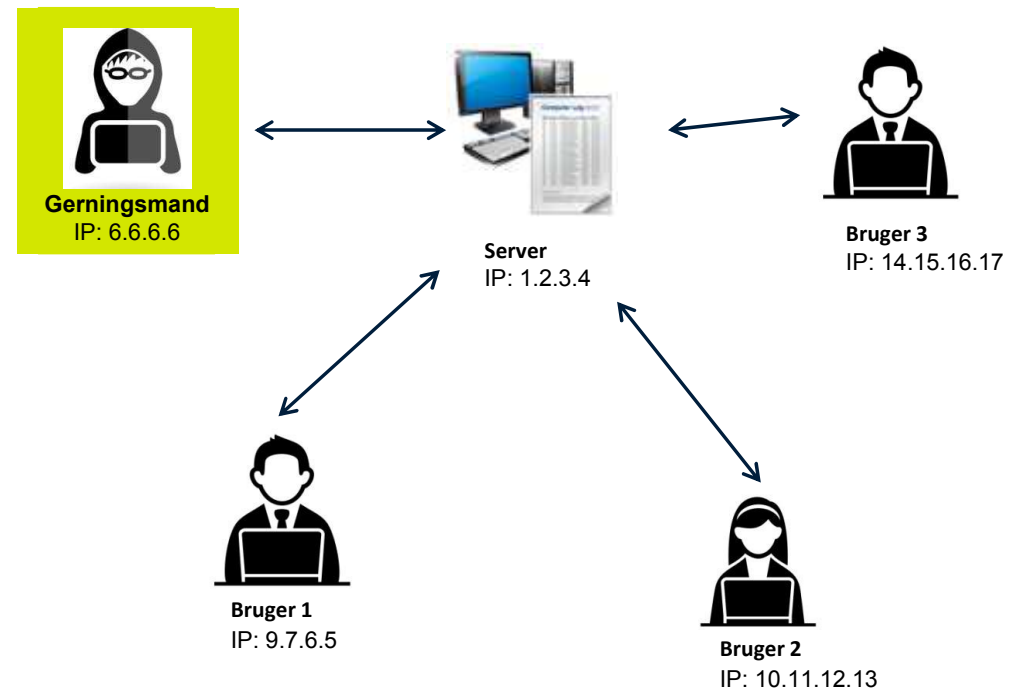 Gerningsmand
IP: 6.6.6.6
Server
IP: 1.2.3.4
Bruger 3
IP: 14.15.16.17
Bruger 1
IP: 9.7.6.5
Bruger 2
IP: 10.11.12.13